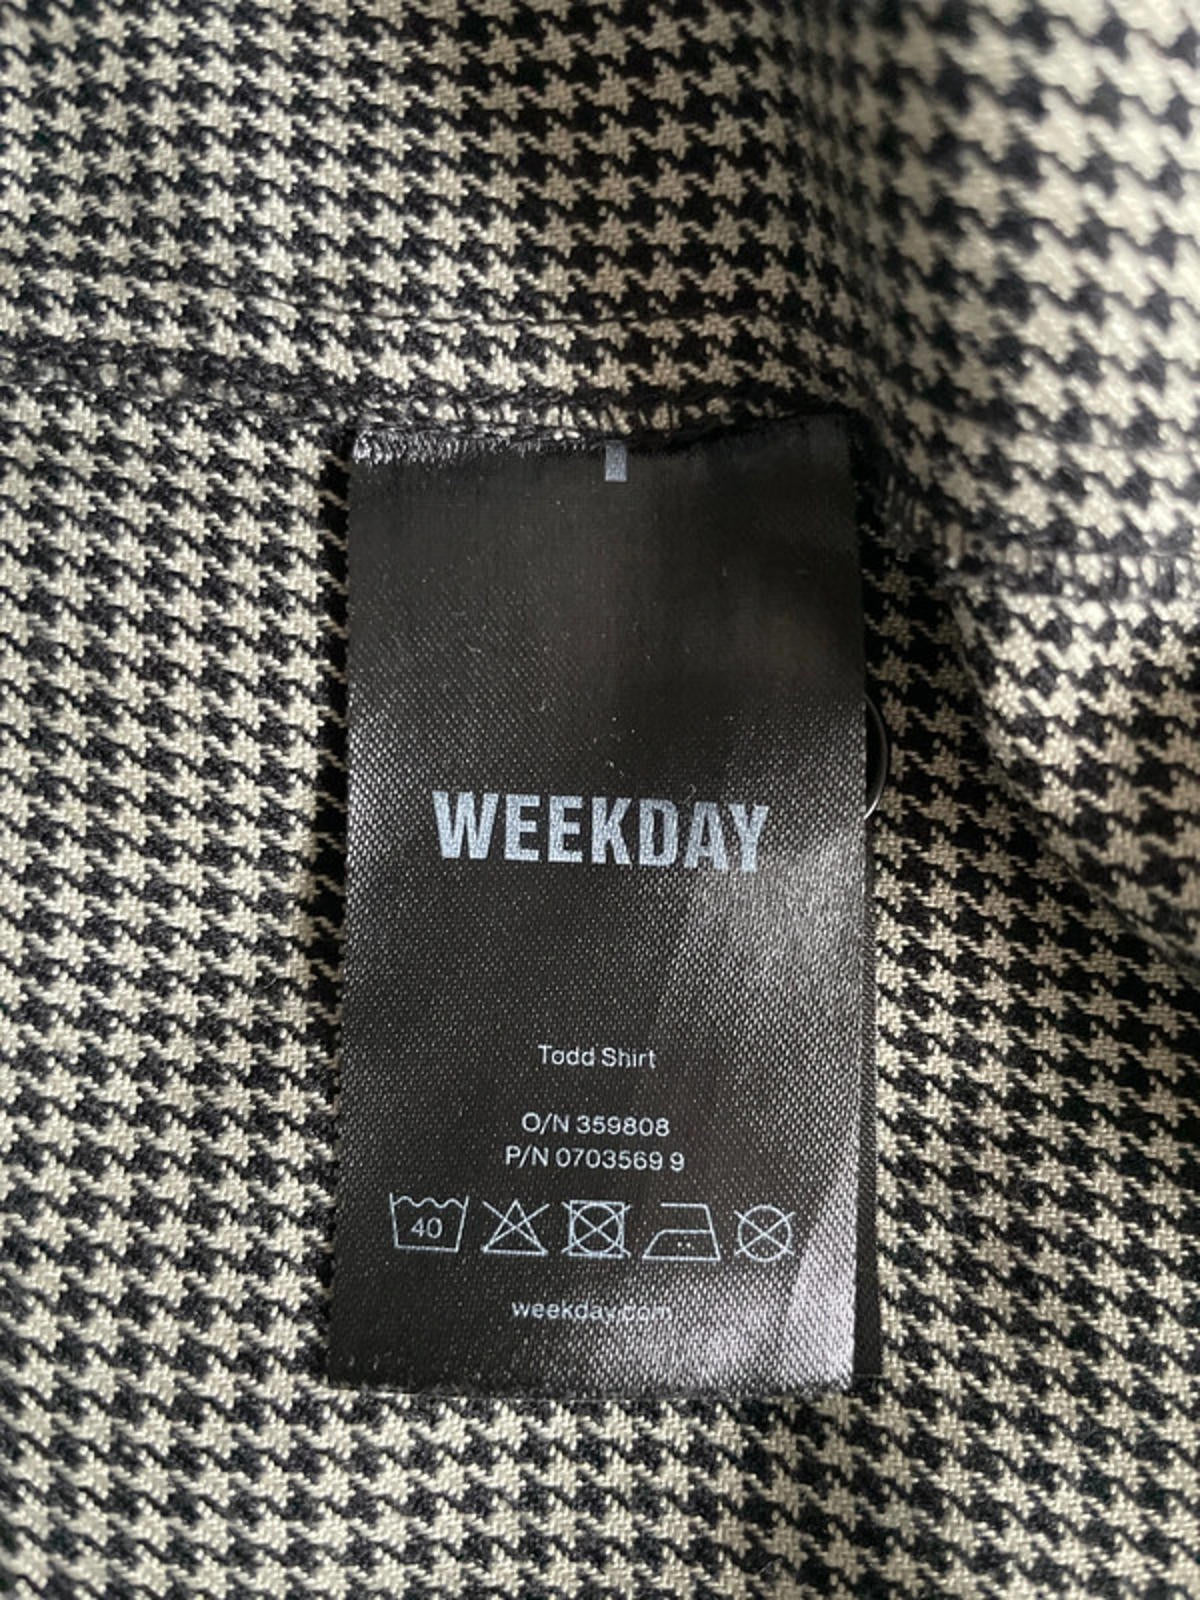 WEEKDAY
Todd Shirt
O/N 359808
P/N 0703569 9
40
weekday.com